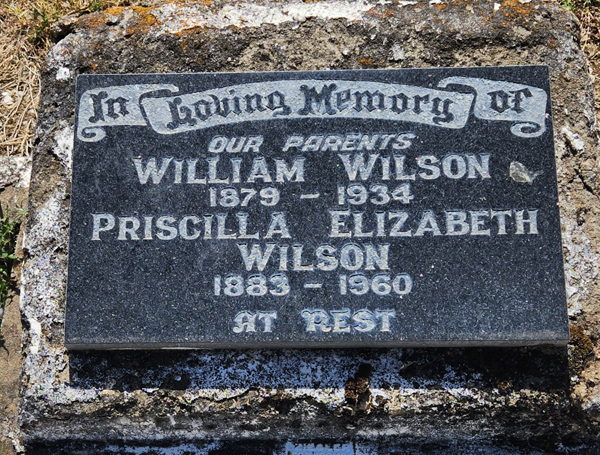 In Loving Memory of
OUR PARENTS
WILLIAM WILSON
1879 - 1934
PRISCILLA ELIZABETH
WILSON
1883 - 1960
AT REST